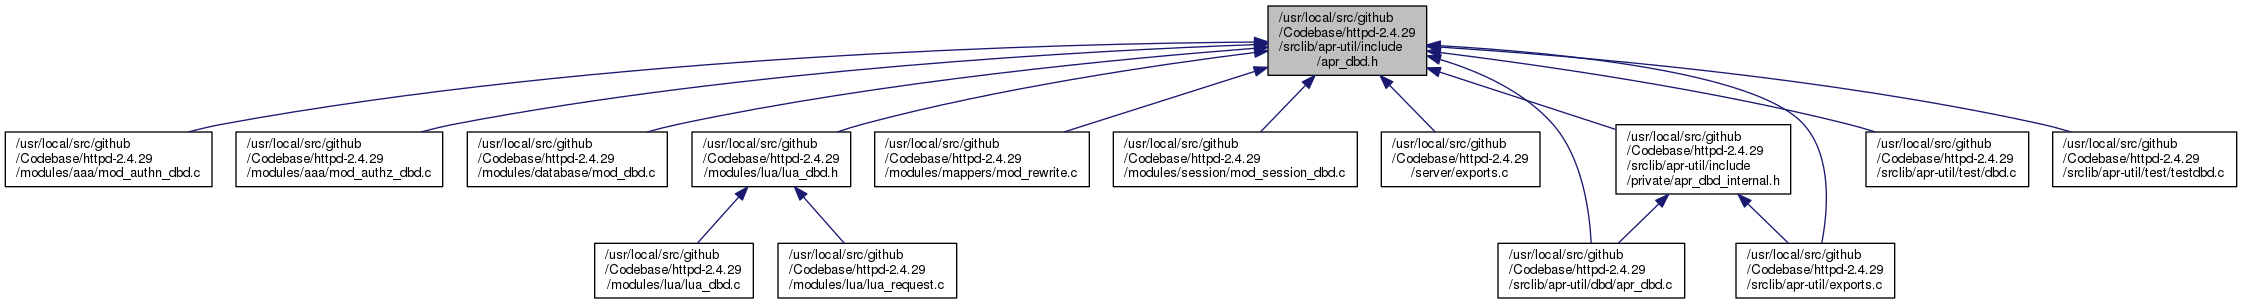 /usr/local/src/github
/Codebase/httpd-2.4.29
/srclib/apr-util/include
/apr_dbd.h
/usr/local/src/github
/Codebase/httpd-2.4.29
/modules/aaa/mod_authn_dbd.c
/usr/local/src/github
/Codebase/httpd-2.4.29
/modules/aaa/mod_authz_dbd.c
/usr/local/src/github
/Codebase/httpd-2.4.29
/modules/database/mod_dbd.c
/usr/local/src/github
/Codebase/httpd-2.4.29
/modules/lua/lua_dbd.h
/usr/local/src/github
/Codebase/httpd-2.4.29
/modules/mappers/mod_rewrite.c
/usr/local/src/github
/Codebase/httpd-2.4.29
/modules/session/mod_session_dbd.c
/usr/local/src/github
/Codebase/httpd-2.4.29
/server/exports.c
/usr/local/src/github
/Codebase/httpd-2.4.29
/srclib/apr-util/include
/private/apr_dbd_internal.h
/usr/local/src/github
/Codebase/httpd-2.4.29
/srclib/apr-util/test/dbd.c
/usr/local/src/github
/Codebase/httpd-2.4.29
/srclib/apr-util/test/testdbd.c
/usr/local/src/github
/Codebase/httpd-2.4.29
/modules/lua/lua_dbd.c
/usr/local/src/github
/Codebase/httpd-2.4.29
/modules/lua/lua_request.c
/usr/local/src/github
/Codebase/httpd-2.4.29
/srclib/apr-util/dbd/apr_dbd.c
/usr/local/src/github
/Codebase/httpd-2.4.29
/srclib/apr-util/exports.c